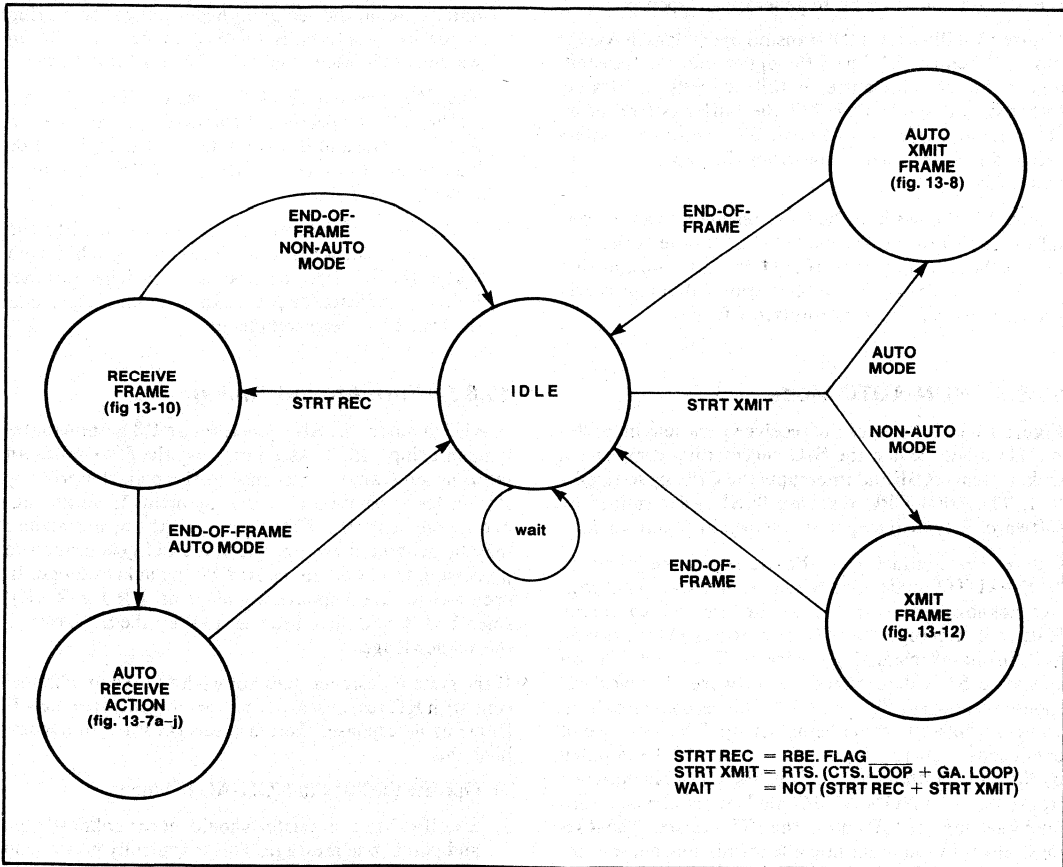 AUTO
XMIT
FRAME
(fig. 13-8)
END-OF-
FRAME
END-OF-
FRAME
NON-AUTO
MODE
RECEIVE
FRAME
(fig 13-10)
STRT REC
IDLE
STRT XMIT
AUTO
MODE
NON-AUTO
MODE
wait
END-OF-FRAME
AUTO MODE
END-OF-
FRAME
XMIT
FRAME
(fig. 13-12)
AUTO
RECEIVE
ACTION
(fig. 13-7a–j)
STRT REC = RBE. FLAG
STRT XMIT = RTS. (CTS. LOOP + GA. LOOP)
WAIT = NOT (STRT REC + STRT XMIT)